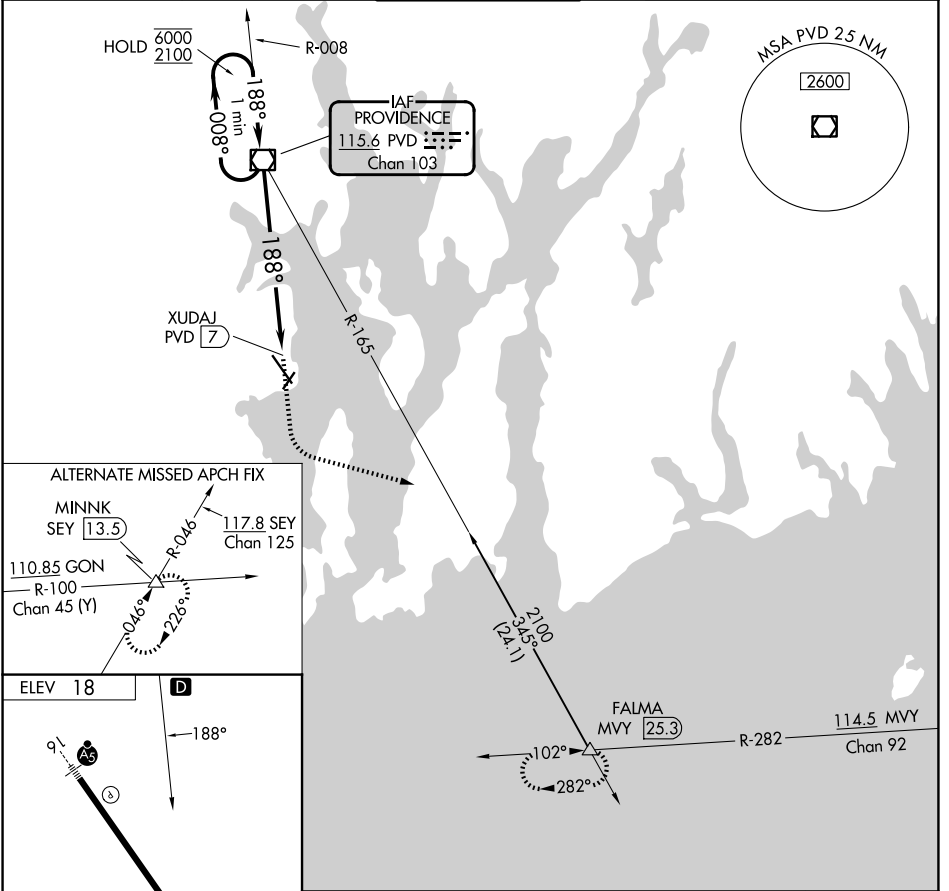 HOLD 6000
2100
R-008
188°
1 min
008°
IAF
PROVIDENCE
115.6 PVD
Chan 103
MSA PVD 25 NM
2600
188°
R-165
XUDAJ
PVD 7
ALTERNATE MISSED APCH FIX
MINNK
SEY 13.5
R-046
117.8 SEY
Chan 125
110.85 GON
R-100
Chan 45 (Y)
046°
226°
2100
345°
(24.1)
FALMA
MVY 25.3
102°
282°
R-282
114.5 MVY
Chan 92
ELEV 18
D
188°
16
A5
P